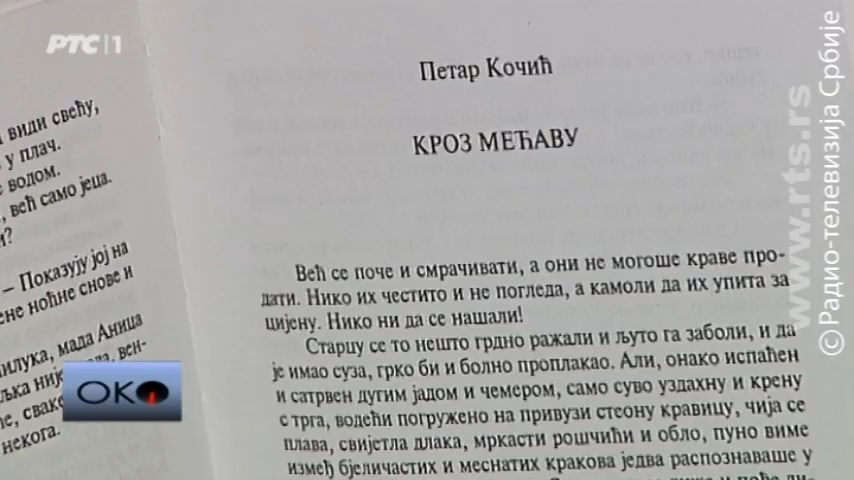 РТС 1
Петар Кочић
КРОЗ МЕЋАВУ
Већ се поче и смрачивати, а они не могоше краве про-
дати. Нико их честито и не погледа, а камоли да их упита за
цијену. Нико ни да се нашали!
Старцу се то нешто грдно ражали и љуто га заболи, и да
је имао суза, грко би и болно проплакао. Али, онако испаћен
и сатрвен дугим јадом и чемером, само суво уздахну и крену
с трга, водећи погружено на привузи стеону кравицу, чија се
плава, свијетла длака, мркасти рошчићи и обло, пуно виме
измеђ бјеличастих и меснатих кракова једва распознаваше у
види свећу,
у плач.
водом.
већ само јеца.
– Показују јој на
не ноћне снове и
мада Аница
вен-
некога.
ОКО
www.rts.rs
© Радио-телевизија Србије